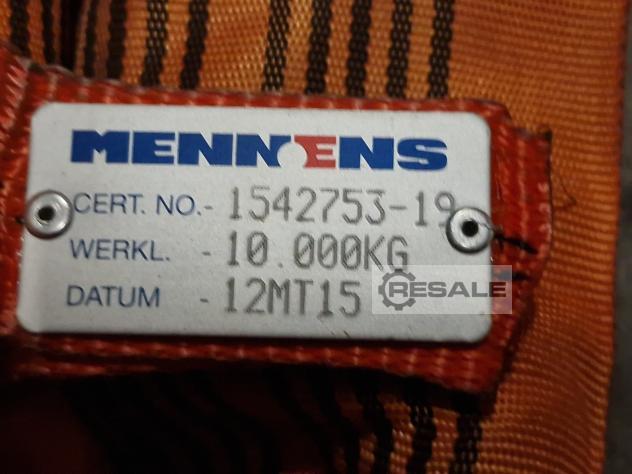 MENNENS
CERT. NO.- 1542753-19
WERKL. - 10.000KG
DATUM - 12MT15
RESALE